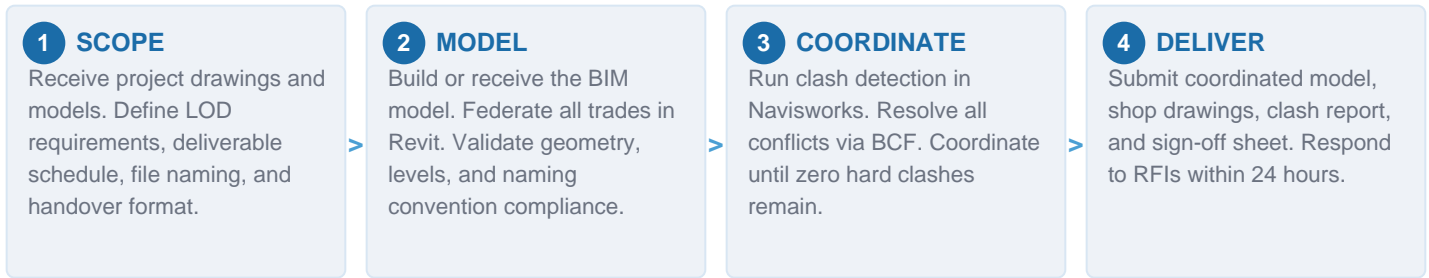 1 SCOPE
Receive project drawings and
models. Define LOD
requirements, deliverable
schedule, file naming, and
handover format.
>
2 MODEL
Build or receive the BIM
model. Federate all trades in
Revit. Validate geometry,
levels, and naming
convention compliance.
>
3 COORDINATE
Run clash detection in
Navisworks. Resolve all
conflicts via BCF. Coordinate
until zero hard clashes
remain.
>
4 DELIVER
Submit coordinated model,
shop drawings, clash report,
and sign-off sheet. Respond
to RFIs within 24 hours.